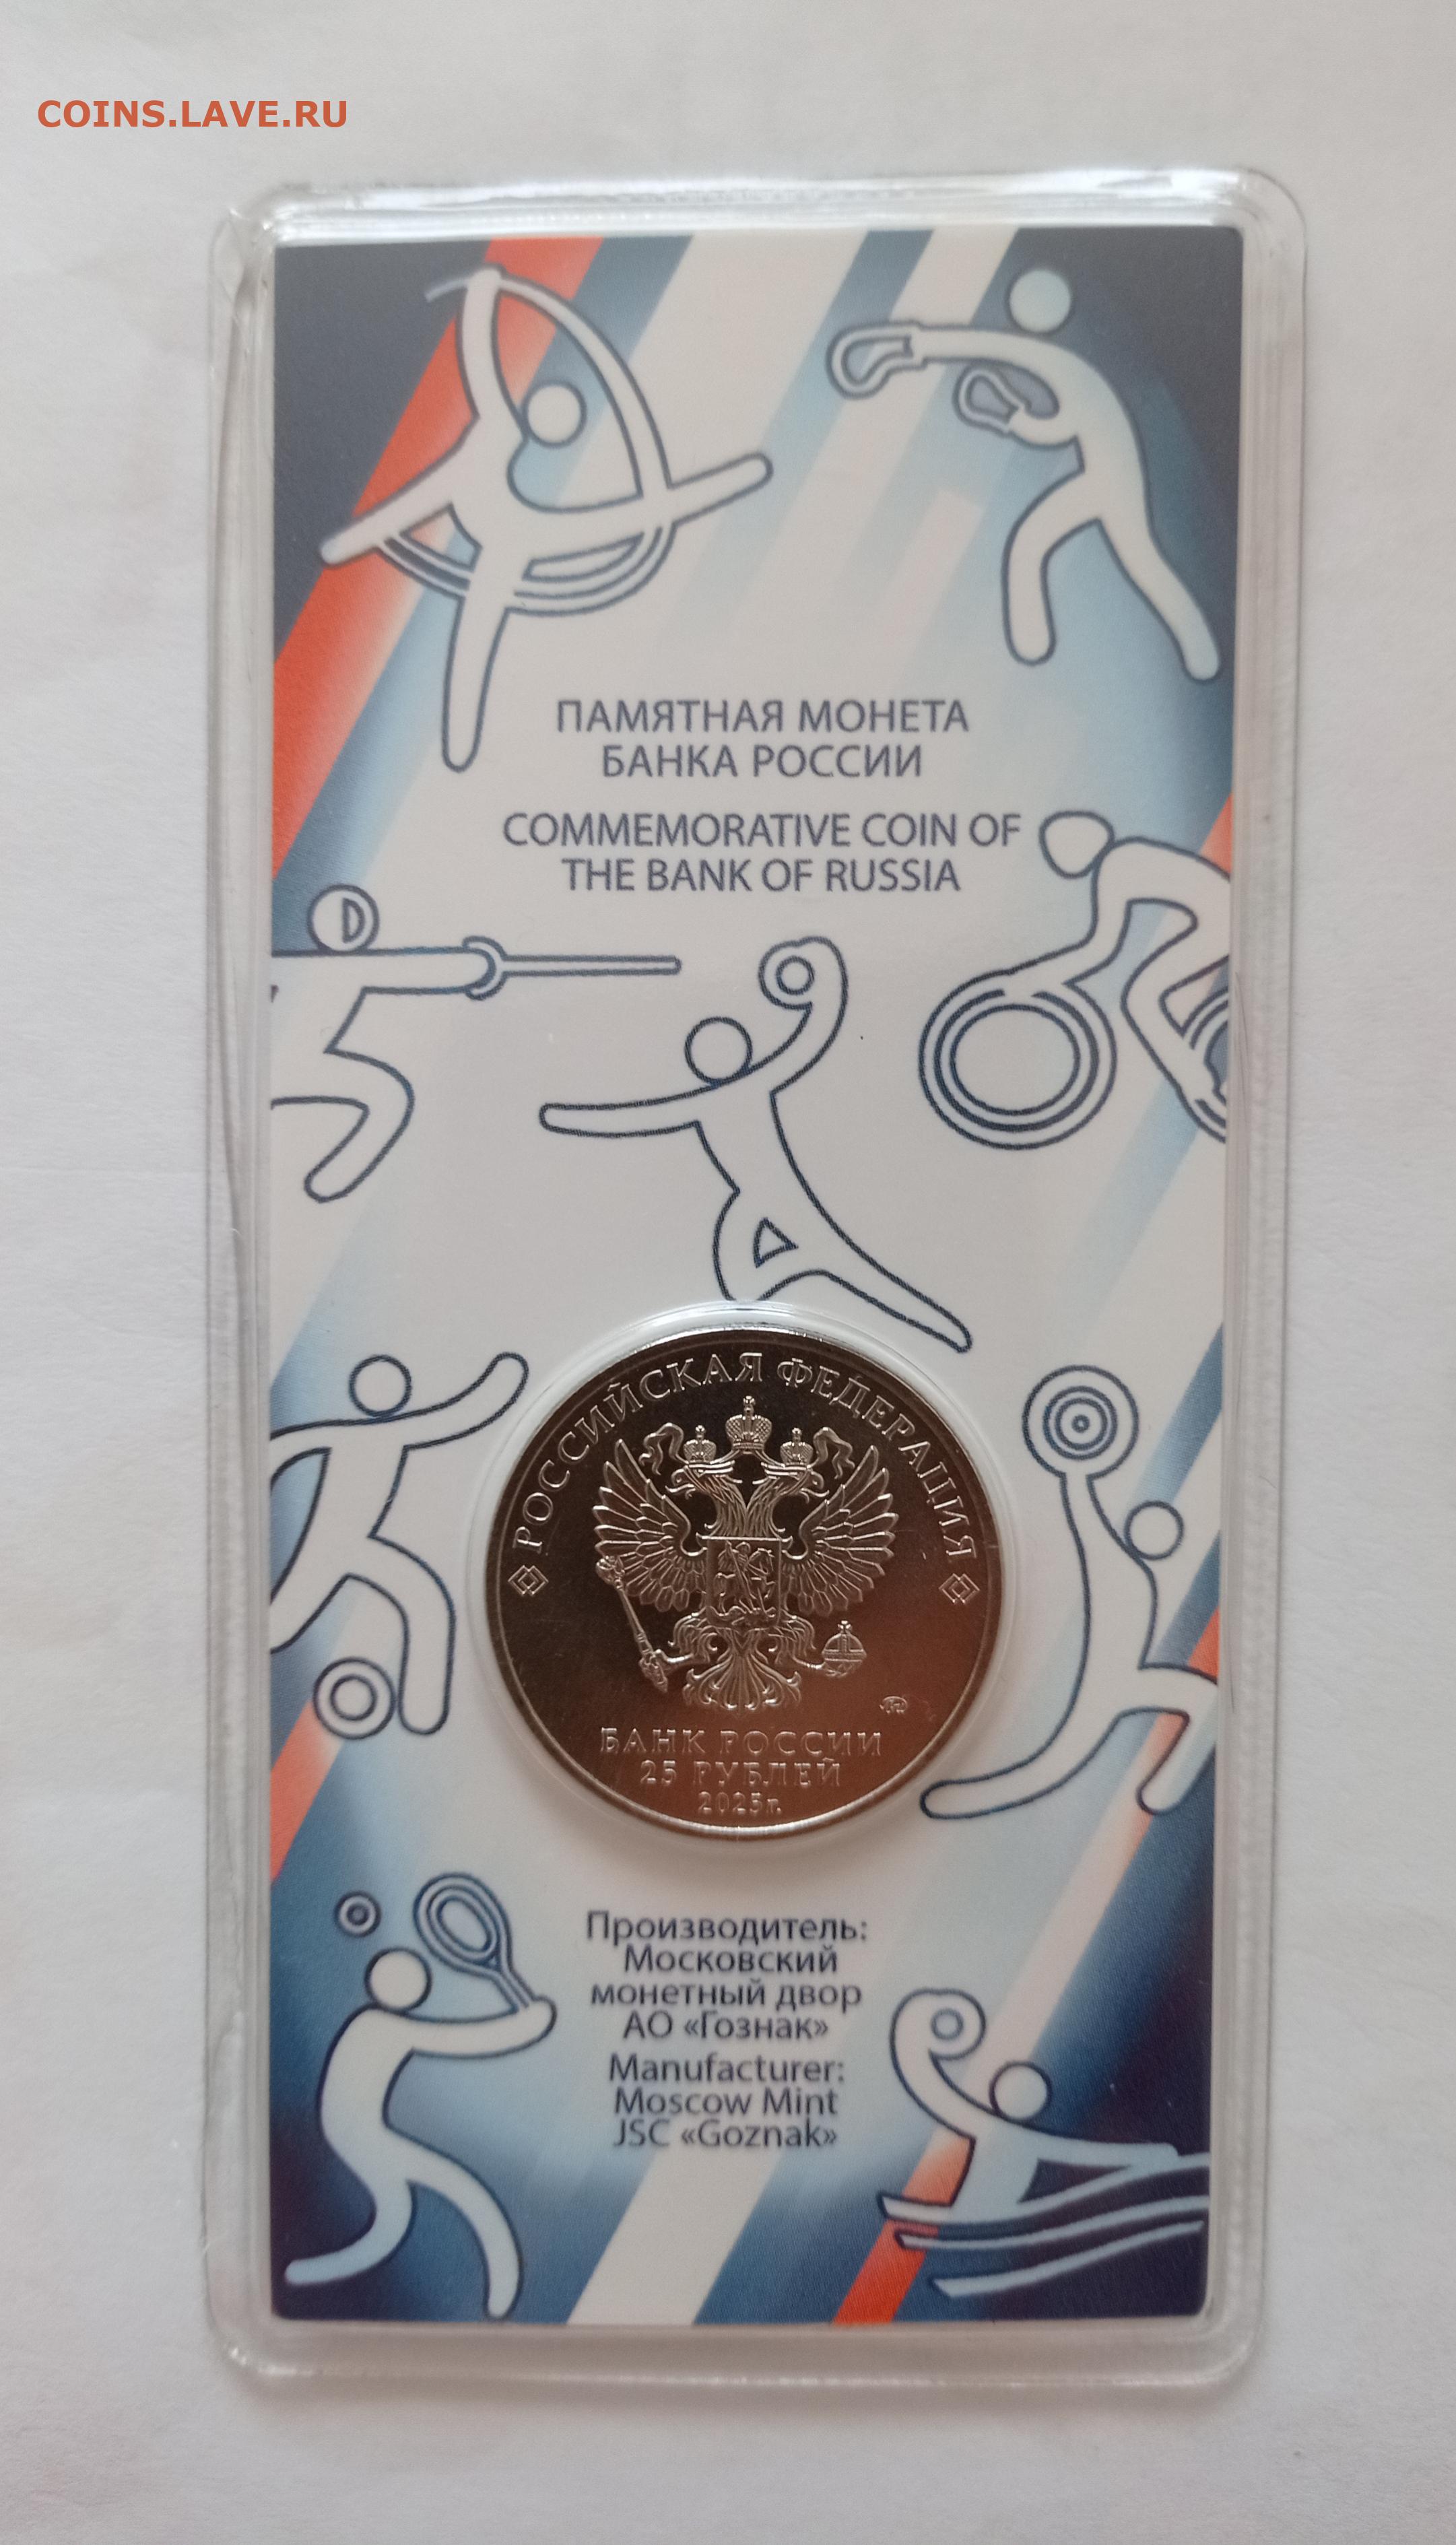 COINS.LAVE.RU
ПАМЯТНАЯ МОНЕТА
БАНКА РОССИИ
COMMEMORATIVE COIN OF
THE BANK OF RUSSIA
РОССИЙСКАЯ ФЕДЕРАЦИЯ
БАНК РОССИИ
25 РУБЛЕЙ
2025 г.
Производитель:
Московский
монетный двор
АО «Гознак»
Manufacturer:
Moscow Mint
JSC «Goznak»